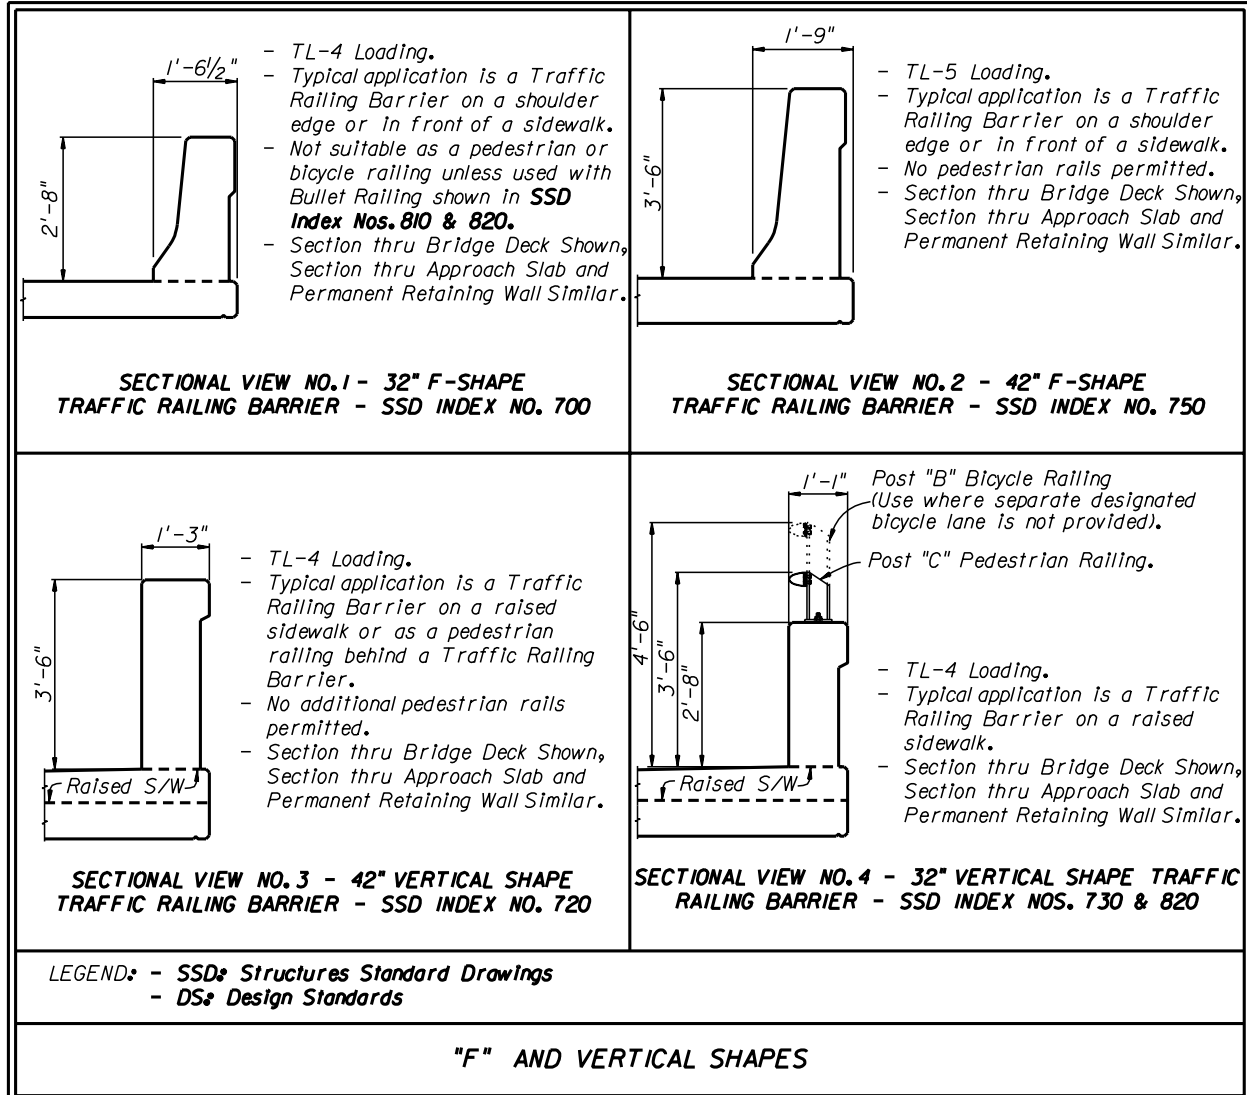 1'-6½"
2'-8"
- TL-4 Loading.
- Typical application is a Traffic
Railing Barrier on a shoulder
edge or in front of a sidewalk.
- Not suitable as a pedestrian or
bicycle railing unless used with
Bullet Railing shown in SSD
Index Nos. 810 & 820.
- Section thru Bridge Deck Shown,
Section thru Approach Slab and
Permanent Retaining Wall Similar.
SECTIONAL VIEW NO. 1 - 32" F-SHAPE
TRAFFIC RAILING BARRIER - SSD INDEX NO. 700
1'-9"
3'-6"
- TL-5 Loading.
- Typical application is a Traffic
Railing Barrier on a shoulder
edge or in front of a sidewalk.
- No pedestrian rails permitted.
- Section thru Bridge Deck Shown,
Section thru Approach Slab and
Permanent Retaining Wall Similar.
SECTIONAL VIEW NO. 2 - 42" F-SHAPE
TRAFFIC RAILING BARRIER - SSD INDEX NO. 750
1'-3"
3'-6"
- TL-4 Loading.
- Typical application is a Traffic
Railing Barrier on a raised
sidewalk or as a pedestrian
railing behind a Traffic Railing
Barrier.
- No additional pedestrian rails
permitted.
- Section thru Bridge Deck Shown,
Section thru Approach Slab and
Permanent Retaining Wall Similar.
Raised S/W
SECTIONAL VIEW NO. 3 - 42" VERTICAL SHAPE
TRAFFIC RAILING BARRIER - SSD INDEX NO. 720
1'-1"
Post "B" Bicycle Railing
(Use where separate designated
bicycle lane is not provided).
Post "C" Pedestrian Railing.
4'-6"
3'-6"
2'-8"
- TL-4 Loading.
- Typical application is a Traffic
Railing Barrier on a raised
sidewalk.
- Section thru Bridge Deck Shown,
Section thru Approach Slab and
Permanent Retaining Wall Similar.
Raised S/W
SECTIONAL VIEW NO. 4 - 32" VERTICAL SHAPE TRAFFIC
RAILING BARRIER - SSD INDEX NOS. 730 & 820
LEGEND: - SSD: Structures Standard Drawings
- DS: Design Standards
"F" AND VERTICAL SHAPES